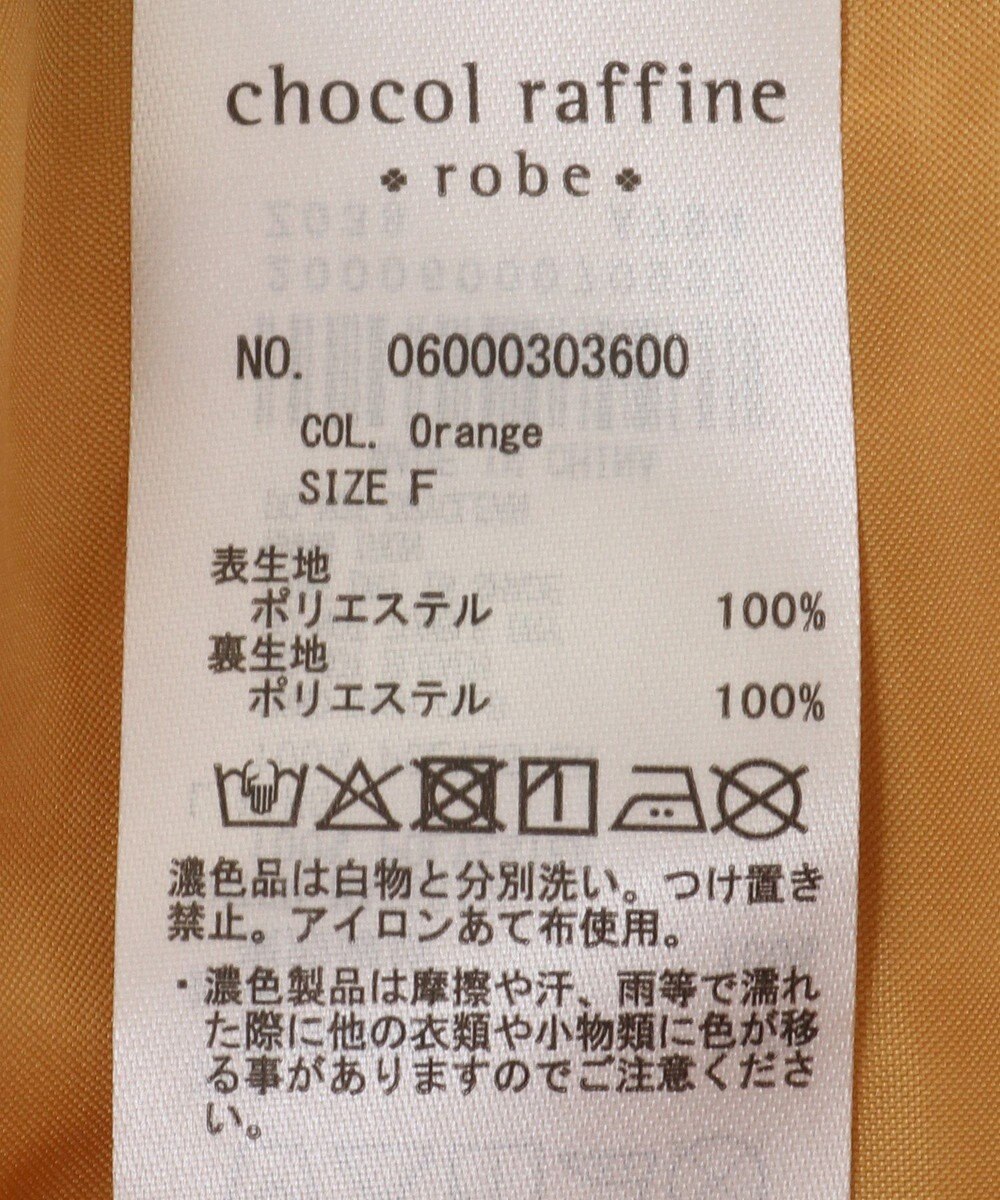 chocol raffine
robe
NO. 06000303600
COL. Orange
SIZE F
表生地
ポリエステル 100%
裏生地
ポリエステル 100%
濃色品は白物と分別洗い。つけ置き
禁止。アイロンあて布使用。
・濃色製品は摩擦や汗、雨等で濡れ
た際に他の衣類や小物類に色が移
る事がありますのでご注意くださ
い。